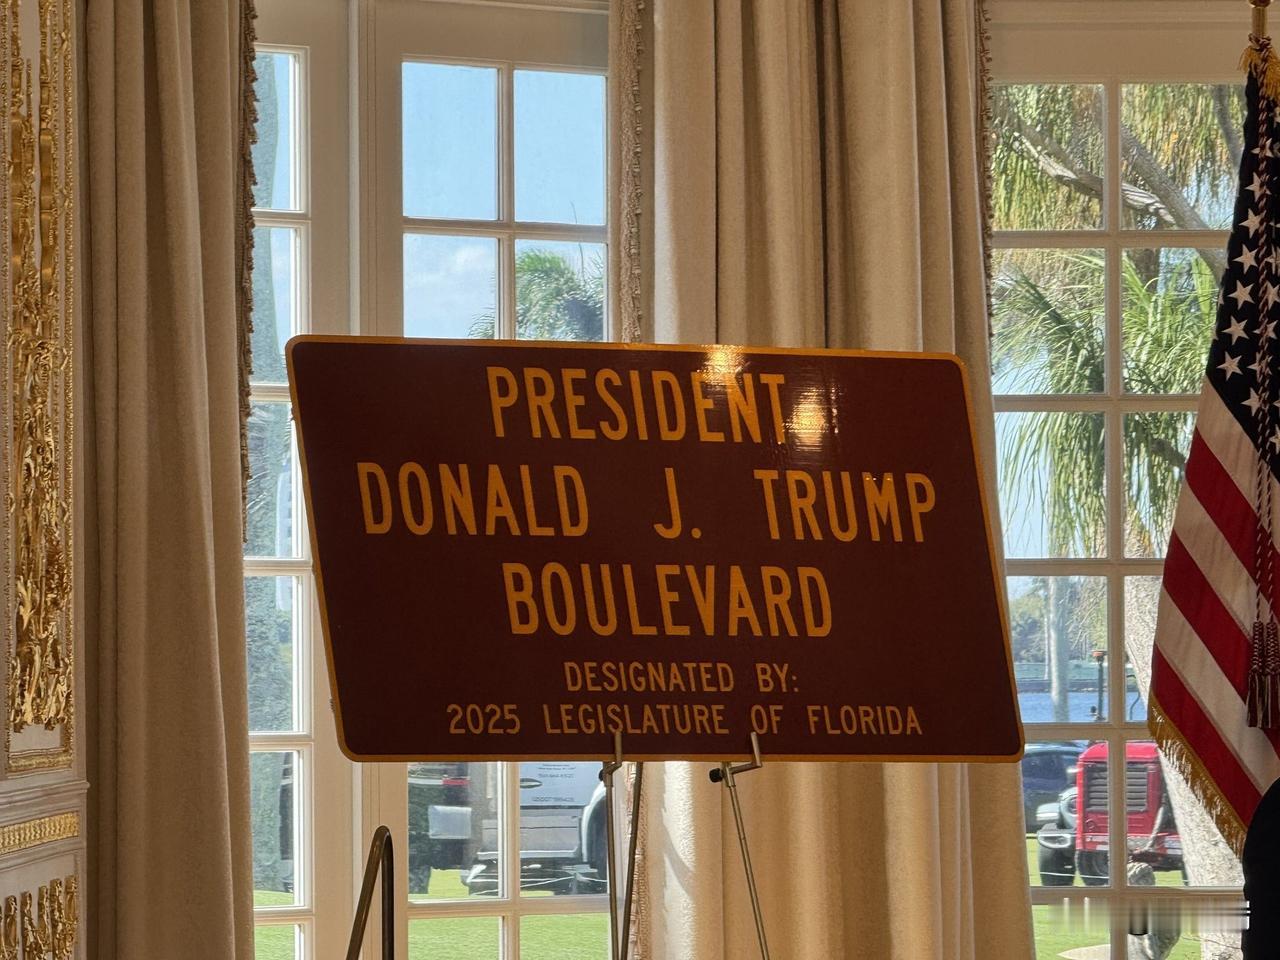 PRESIDENT
DONALD J. TRUMP
BOULEVARD
DESIGNATED BY:
2025 LEGISLATURE OF FLORIDA